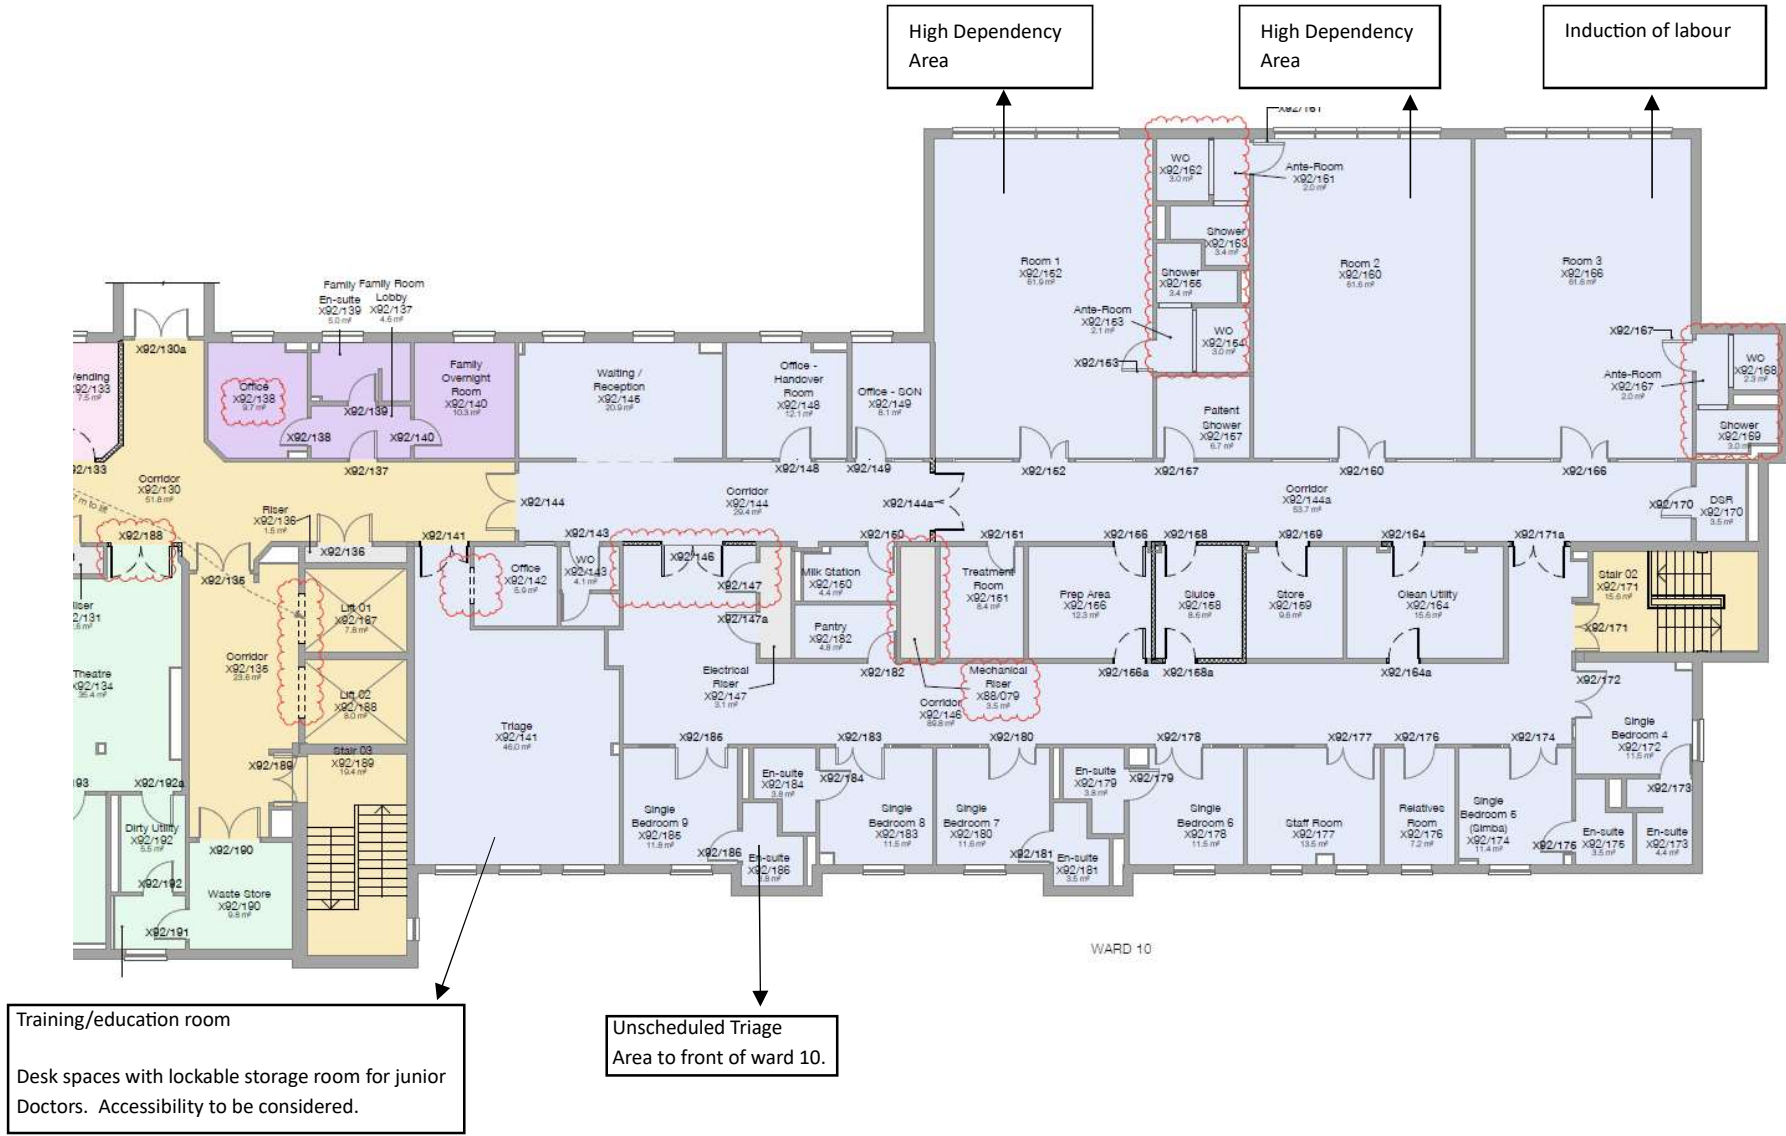 High Dependency
Area
High Dependency
Area
Induction of labour
X92/161
WC
X92/162
3.0 m²
Ante-Room
X92/161
2.0 m²
Shower
X92/163
3.4 m²
Room 1
X92/152
61.9 m²
Shower
X92/155
3.4 m²
Room 2
X92/160
61.6 m²
Room 3
X92/166
61.6 m²
Ante-Room
X92/153
2.1 m²
WC
X92/154
3.0 m²
X92/153
X92/167
Ante-Room
X92/167
2.0 m²
WC
X92/168
2.3 m²
Shower
X92/169
3.0 m²
Family
En-suite
X92/139
5.0 m²
Family Room
Lobby
X92/137
4.6 m²
X92/130a
Vending
X92/133
7.5 m²
Office
X92/138
9.7 m²
Family
Overnight
Room
X92/140
10.3 m²
Waiting /
Reception
X92/145
20.9 m²
Office -
Handover
Room
X92/148
12.1 m²
Office - SCN
X92/149
8.1 m²
Patient
Shower
X92/157
6.7 m²
X92/139
X92/138
X92/140
92/133
X92/137
X92/148
X92/149
X92/152
X92/157
X92/160
X92/166
Corridor
X92/130
51.8 m²
m to lift
X92/144
Corridor
X92/144
29.4 m²
X92/144a
Corridor
X92/144a
53.7 m²
X92/170
DSR
X92/170
3.5 m²
Riser
X92/136
1.5 m²
X92/188
X92/136
X92/141
X92/143
X92/150
X92/151
X92/156
X92/158
X92/159
X92/164
X92/171a
X92/135
Riser
92/131
Lift 01
X92/187
7.8 m²
Office
X92/142
5.9 m²
WC
X92/143
4.1 m²
X92/146
X92/147
X92/147a
Milk Station
X92/150
4.4 m²
Pantry
X92/182
4.8 m²
Treatment
Room
X92/151
8.4 m²
Prep Area
X92/156
12.3 m²
Sluice
X92/158
8.6 m²
Store
X92/159
9.8 m²
Clean Utility
X92/164
15.6 m²
Stair 02
X92/171
15.6 m²
X92/171
Corridor
X92/135
23.6 m²
Theatre
X92/134
35.4 m²
Lift 02
X92/188
8.0 m²
Electrical
Riser
X92/147
3.1 m²
X92/182
Mechanical
Riser
X88/079
3.5 m²
Corridor
X92/146
89.8 m²
X92/156a
X92/158a
X92/164a
X92/172
Single
Bedroom 4
X92/172
11.5 m²
Triage
X92/141
46.0 m²
Stair 03
X92/189
19.4 m²
X92/189
X92/186
X92/183
X92/180
X92/178
X92/177
X92/176
X92/174
93
X92/192a
En-suite
X92/184
3.8 m²
X92/184
En-suite
X92/179
3.8 m²
X92/179
X92/173
Dirty Utility
X92/192
5.5 m²
Single
Bedroom 9
X92/185
11.8 m²
Single
Bedroom 8
X92/183
11.5 m²
Single
Bedroom 7
X92/180
11.6 m²
Single
Bedroom 6
X92/178
11.5 m²
Staff Room
X92/177
13.5 m²
Relatives
Room
X92/176
7.2 m²
Single
Bedroom 5
(Simba)
X92/174
11.4 m²
X92/175
En-suite
X92/175
3.5 m²
En-suite
X92/173
4.4 m²
X92/190
X92/186
En-suite
X92/186
3.8 m²
X92/181
En-suite
X92/181
3.5 m²
X92/192
Waste Store
X92/190
9.8 m²
X92/191
WARD 10
Training/education room
Desk spaces with lockable storage room for junior
Doctors. Accessibility to be considered.
Unscheduled Triage
Area to front of ward 10.